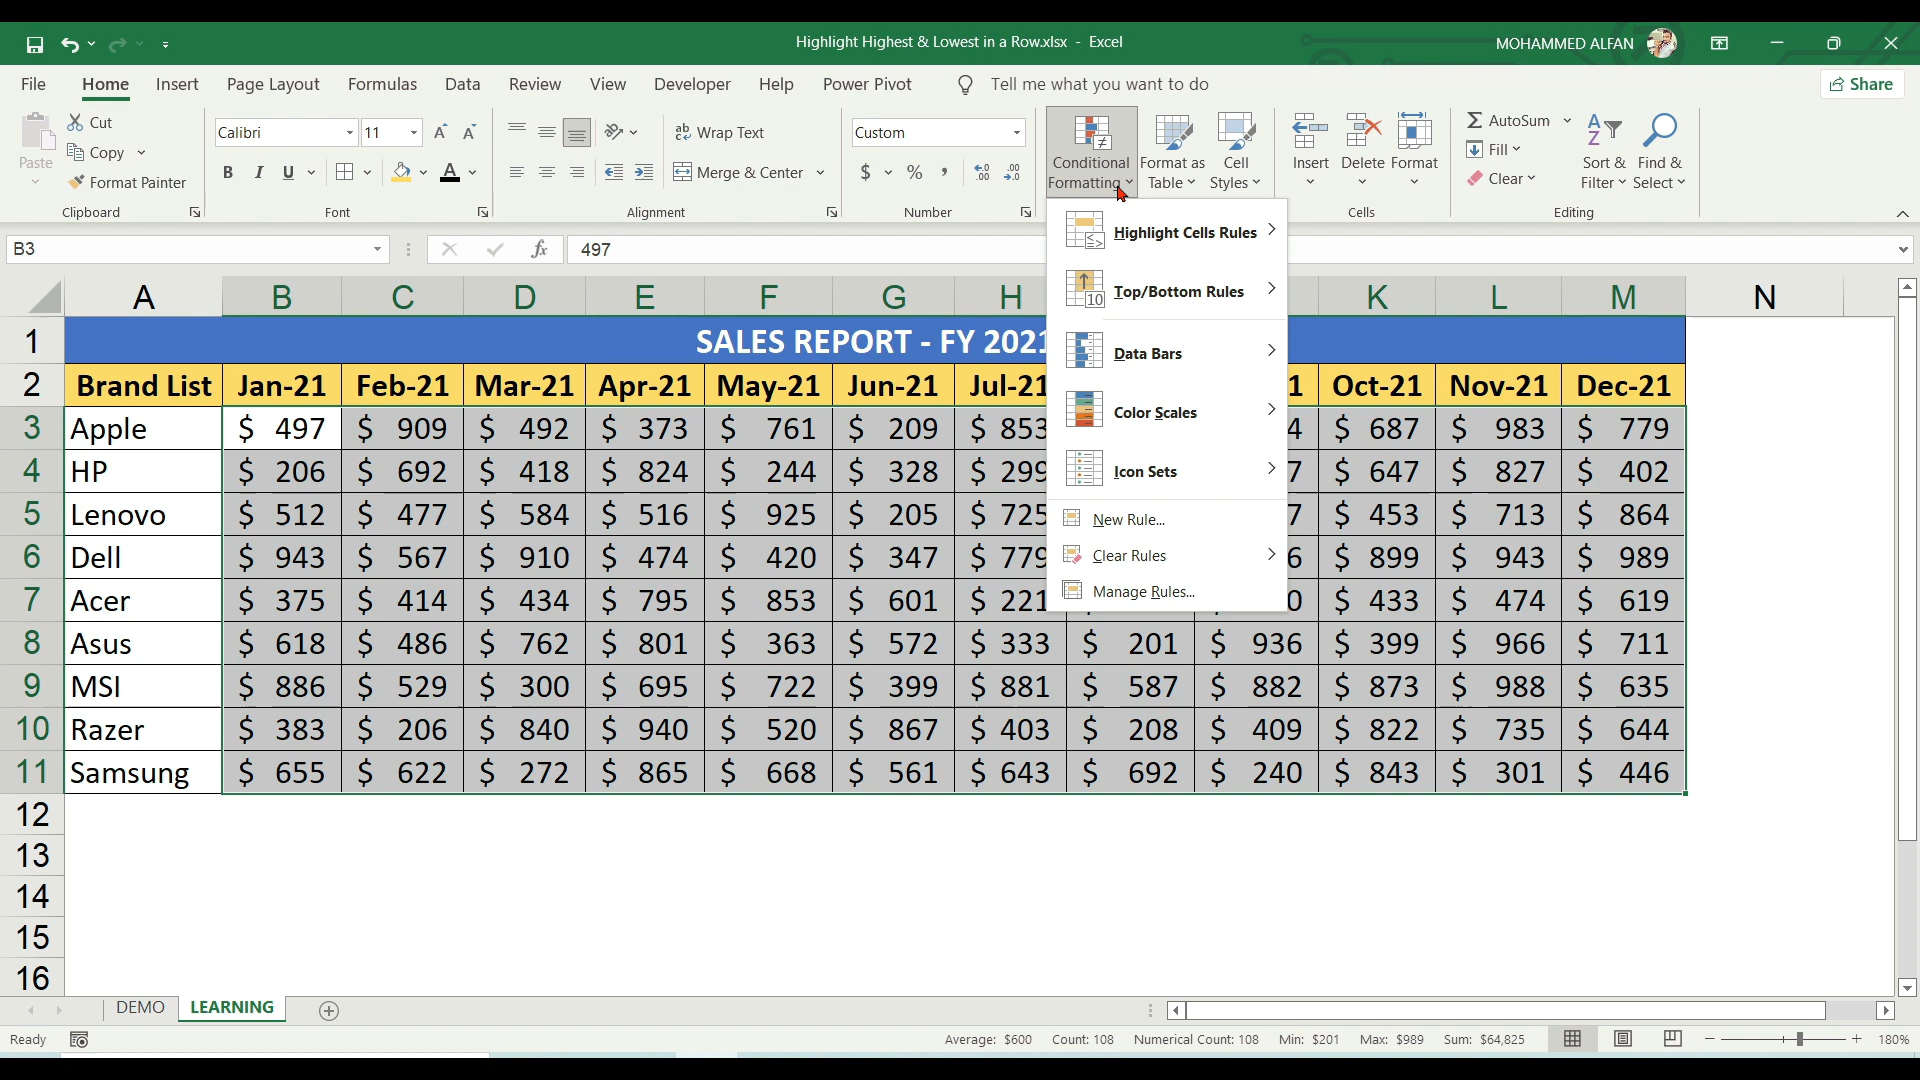 Highlight Highest & Lowest in a Row.xlsx - Excel
MOHAMMED ALFAN
File Home Insert Page Layout Formulas Data Review View Developer Help Power Pivot Tell me what you want to do Share
Paste
Cut
Copy
Format Painter
Clipboard
Calibri 11
B I U A
Font
ab Wrap Text
Merge & Center
Alignment
Custom
$ % ,
Number
Conditional Formatting
Format as Table
Cell Styles
Insert Delete Format
Cells
AutoSum
Fill
Clear
Sort & Filter
Find & Select
Editing
B3 fx 497
Highlight Cells Rules
Top/Bottom Rules
Data Bars
Color Scales
Icon Sets
New Rule...
Clear Rules
Manage Rules...
A B C D E F G H K L M N
1 SALES REPORT - FY 2021
2 Brand List Jan-21 Feb-21 Mar-21 Apr-21 May-21 Jun-21 Jul-21 1 Oct-21 Nov-21 Dec-21
3 Apple $ 497 $ 909 $ 492 $ 373 $ 761 $ 209 $ 853 4 $ 687 $ 983 $ 779
4 HP $ 206 $ 692 $ 418 $ 824 $ 244 $ 328 $ 299 7 $ 647 $ 827 $ 402
5 Lenovo $ 512 $ 477 $ 584 $ 516 $ 925 $ 205 $ 725 7 $ 453 $ 713 $ 864
6 Dell $ 943 $ 567 $ 910 $ 474 $ 420 $ 347 $ 779 6 $ 899 $ 943 $ 989
7 Acer $ 375 $ 414 $ 434 $ 795 $ 853 $ 601 $ 221 0 $ 433 $ 474 $ 619
8 Asus $ 618 $ 486 $ 762 $ 801 $ 363 $ 572 $ 333 $ 201 $ 936 $ 399 $ 966 $ 711
9 MSI $ 886 $ 529 $ 300 $ 695 $ 722 $ 399 $ 881 $ 587 $ 882 $ 873 $ 988 $ 635
10 Razer $ 383 $ 206 $ 840 $ 940 $ 520 $ 867 $ 403 $ 208 $ 409 $ 822 $ 735 $ 644
11 Samsung $ 655 $ 622 $ 272 $ 865 $ 668 $ 561 $ 643 $ 692 $ 240 $ 843 $ 301 $ 446
12
13
14
15
16
DEMO LEARNING
Ready Average: $600 Count: 108 Numerical Count: 108 Min: $201 Max: $989 Sum: $64,825 180%